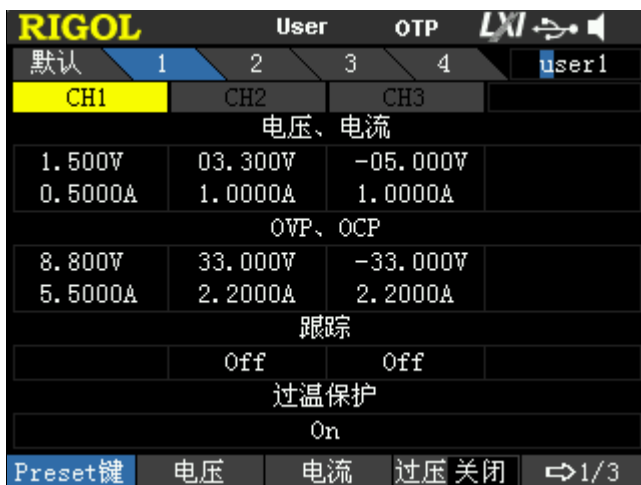 RIGOL User OTP LXI
默认 1 2 3 4 user1
CH1 CH2 CH3
电压、电流
1.500V 03.300V -05.000V
0.5000A 1.0000A 1.0000A
OVP、OCP
8.800V 33.000V -33.000V
5.5000A 2.2000A 2.2000A
跟踪
Off Off
过温保护
On
Preset键 电压 电流 过压 关闭 1/3